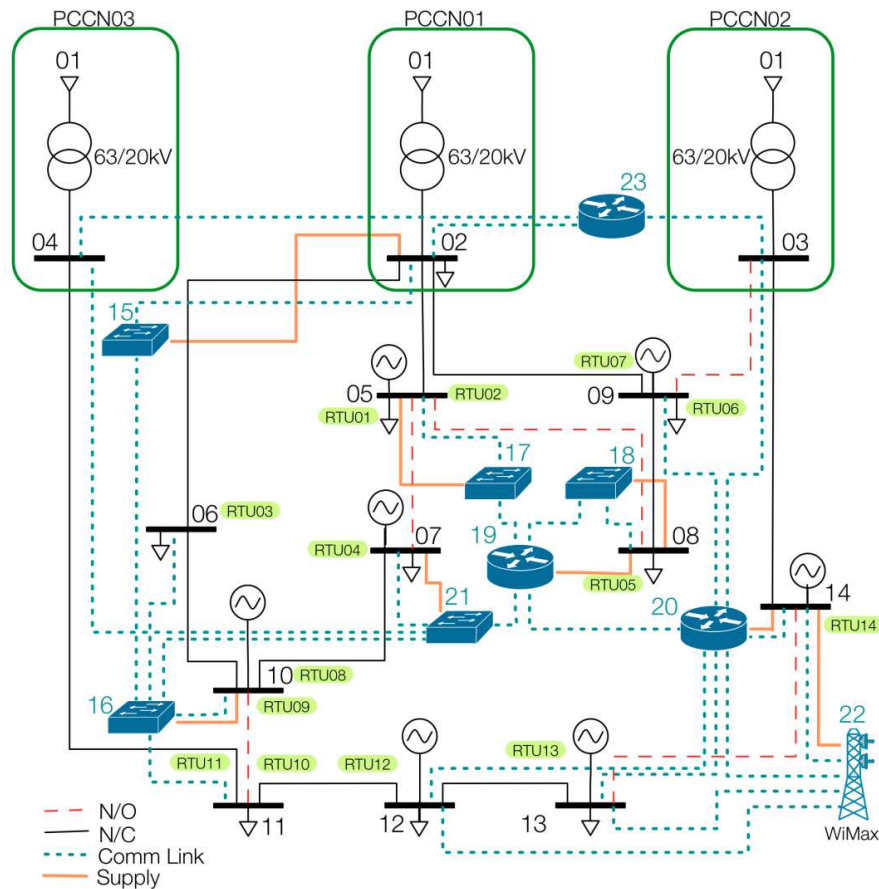 PCCN03
PCCN01
PCCN02
01
01
01
63/20kV
63/20kV
63/20kV
23
04
02
03
15
RTU07
05
RTU02
09
RTU01
RTU06
17
18
06
RTU03
07
19
08
RTU04
RTU05
20
14
21
RTU14
10
RTU08
16
RTU09
22
RTU11
RTU10
RTU12
RTU13
11
12
13
WiMax
N/O
N/C
Comm Link
Supply